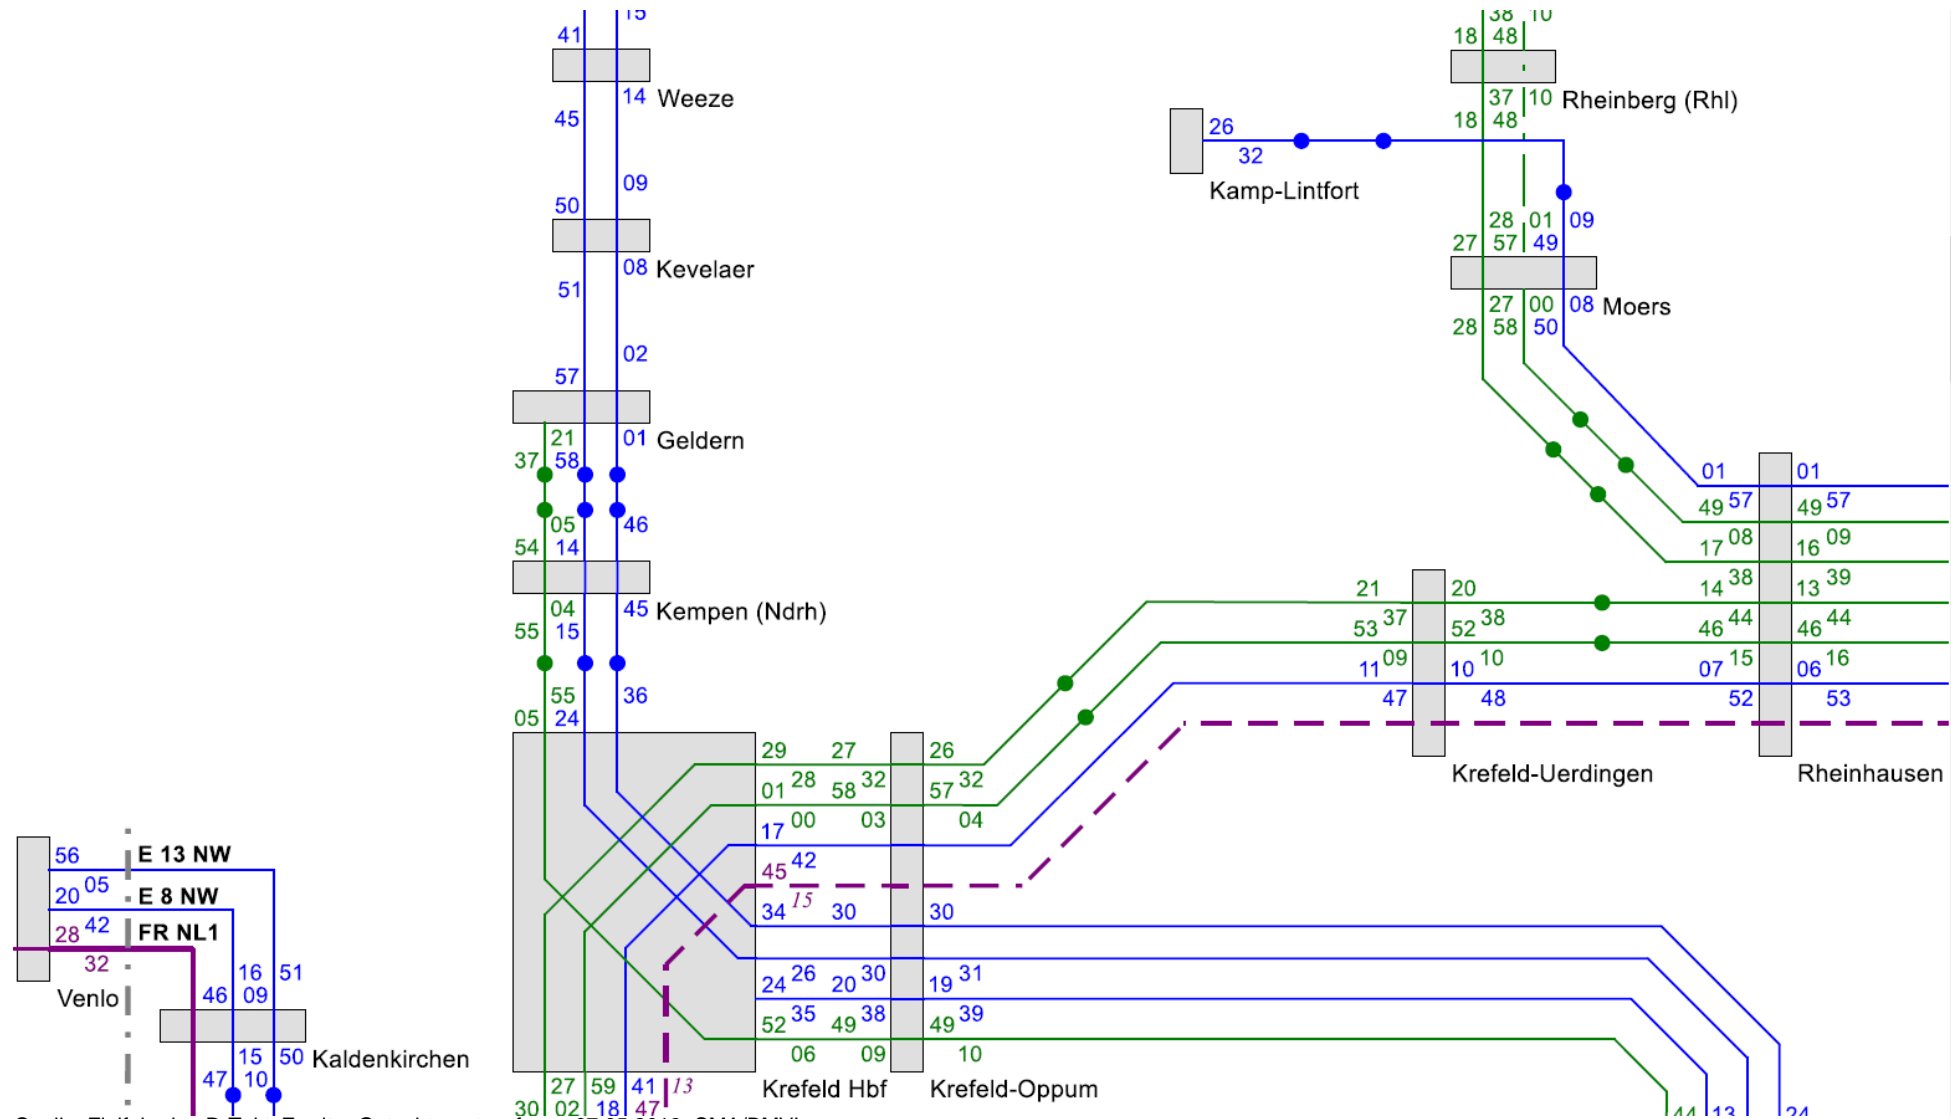 15
41
Weeze
14
45
09
50
Kevelaer
08
51
02
57
Geldern
21
01
37
58
05
46
54
14
Kempen (Ndrh)
04
45
55
15
55
36
05
24
38 10
18 48
Rheinberg (Rhl)
37 10
18 48
26
32
Kamp-Lintfort
28 01 09
27 57 49
Moers
27 00 08
28 58 50
01 01
57 57
49 49
08 09
17 16
38 39
21 20 14 13
37 38 44 44
53 52 46 46
09 10 15 16
11 10 07 06
47 48 52 53
Krefeld-Uerdingen
Rheinhausen
29 27 26
28 32 32
01 58 57
00 03 04
17
42
45
15
34 30 30
26 30 31
24 20 19
35 38 39
52 49 49
06 09 10
Krefeld Hbf
Krefeld-Oppum
27 59 41 13
30 02 18 47
44 13 24
56 E 13 NW
05
20 E 8 NW
42
28 FR NL1
32
Venlo
16 51
46 09
Kaldenkirchen
15 50
47 10